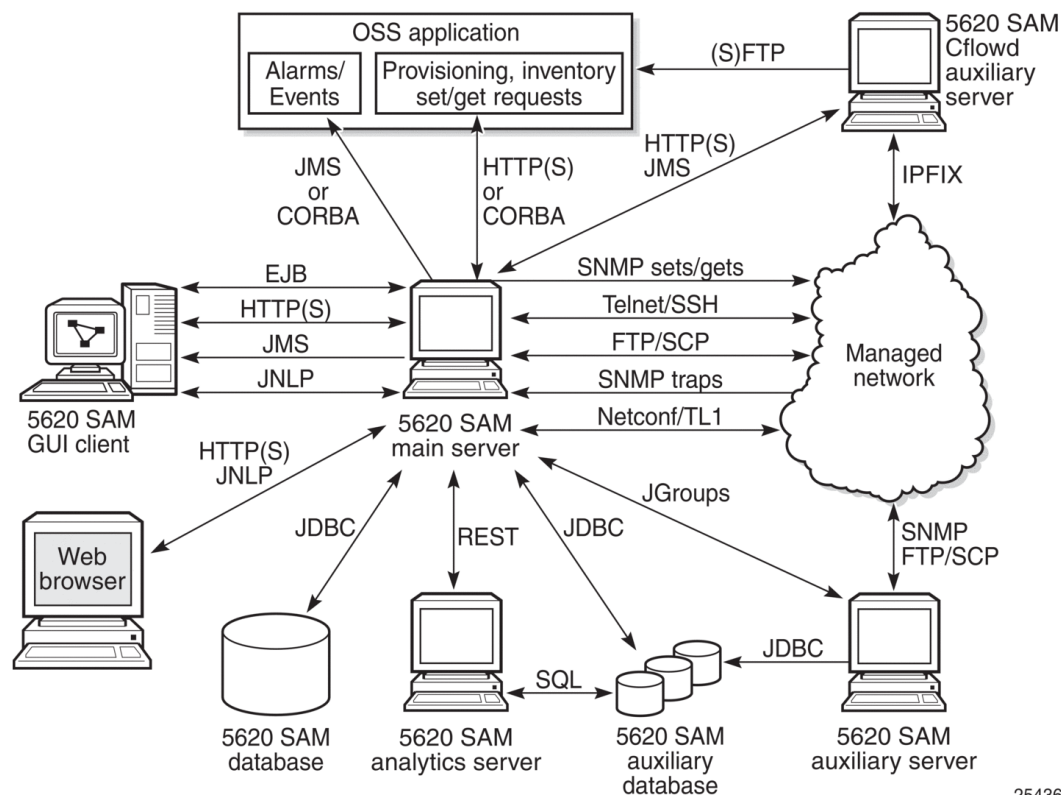 OSS application
Alarms/
Events
Provisioning, inventory
set/get requests
(S)FTP
5620 SAM
Cflowd
auxiliary
server
JMS
or
CORBA
HTTP(S)
or
CORBA
HTTP(S)
JMS
IPFIX
EJB
HTTP(S)
JMS
JNLP
SNMP sets/gets
Telnet/SSH
FTP/SCP
SNMP traps
Netconf/TL1
Managed
network
5620 SAM
GUI client
5620 SAM
main server
HTTP(S)
JNLP
JDBC
REST
JDBC
JGroups
SNMP
FTP/SCP
Web
browser
SQL
JDBC
5620 SAM
database
5620 SAM
analytics server
5620 SAM
auxiliary
database
5620 SAM
auxiliary server
25436